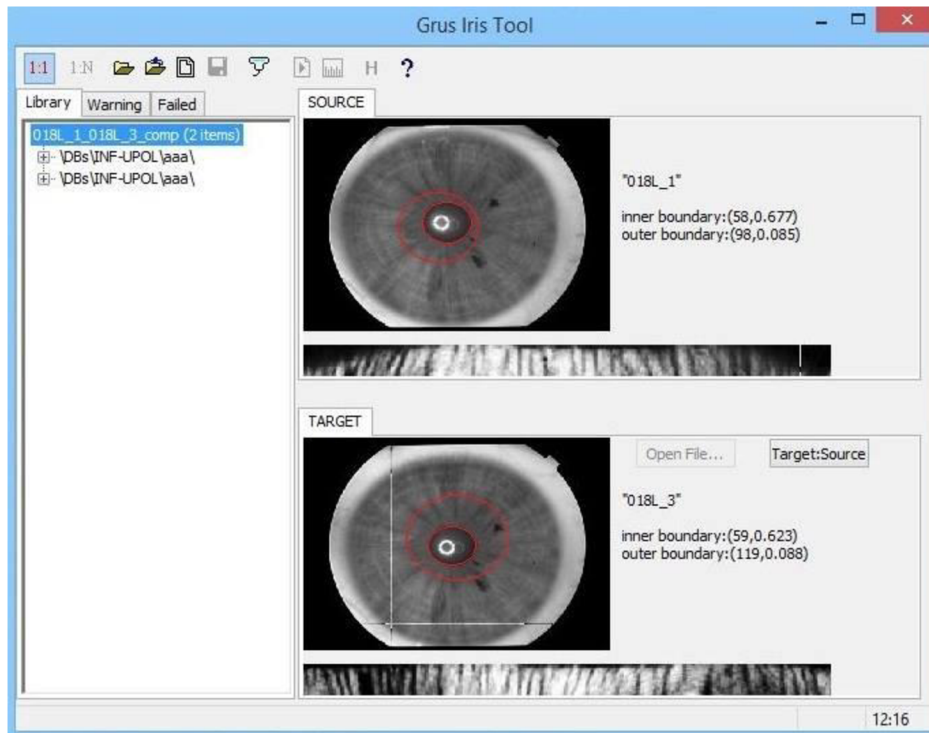 Grus Iris Tool
1:1 1:N H ?
Library Warning Failed
018L_1_018L_3_comp (2 items)
\DBs\INF-UPOL\aaa\
\DBs\INF-UPOL\aaa\
SOURCE
"018L_1"
inner boundary:(58,0.677)
outer boundary:(98,0.085)
TARGET
Open File... Target:Source
"018L_3"
inner boundary:(59,0.623)
outer boundary:(119,0.088)
12:16